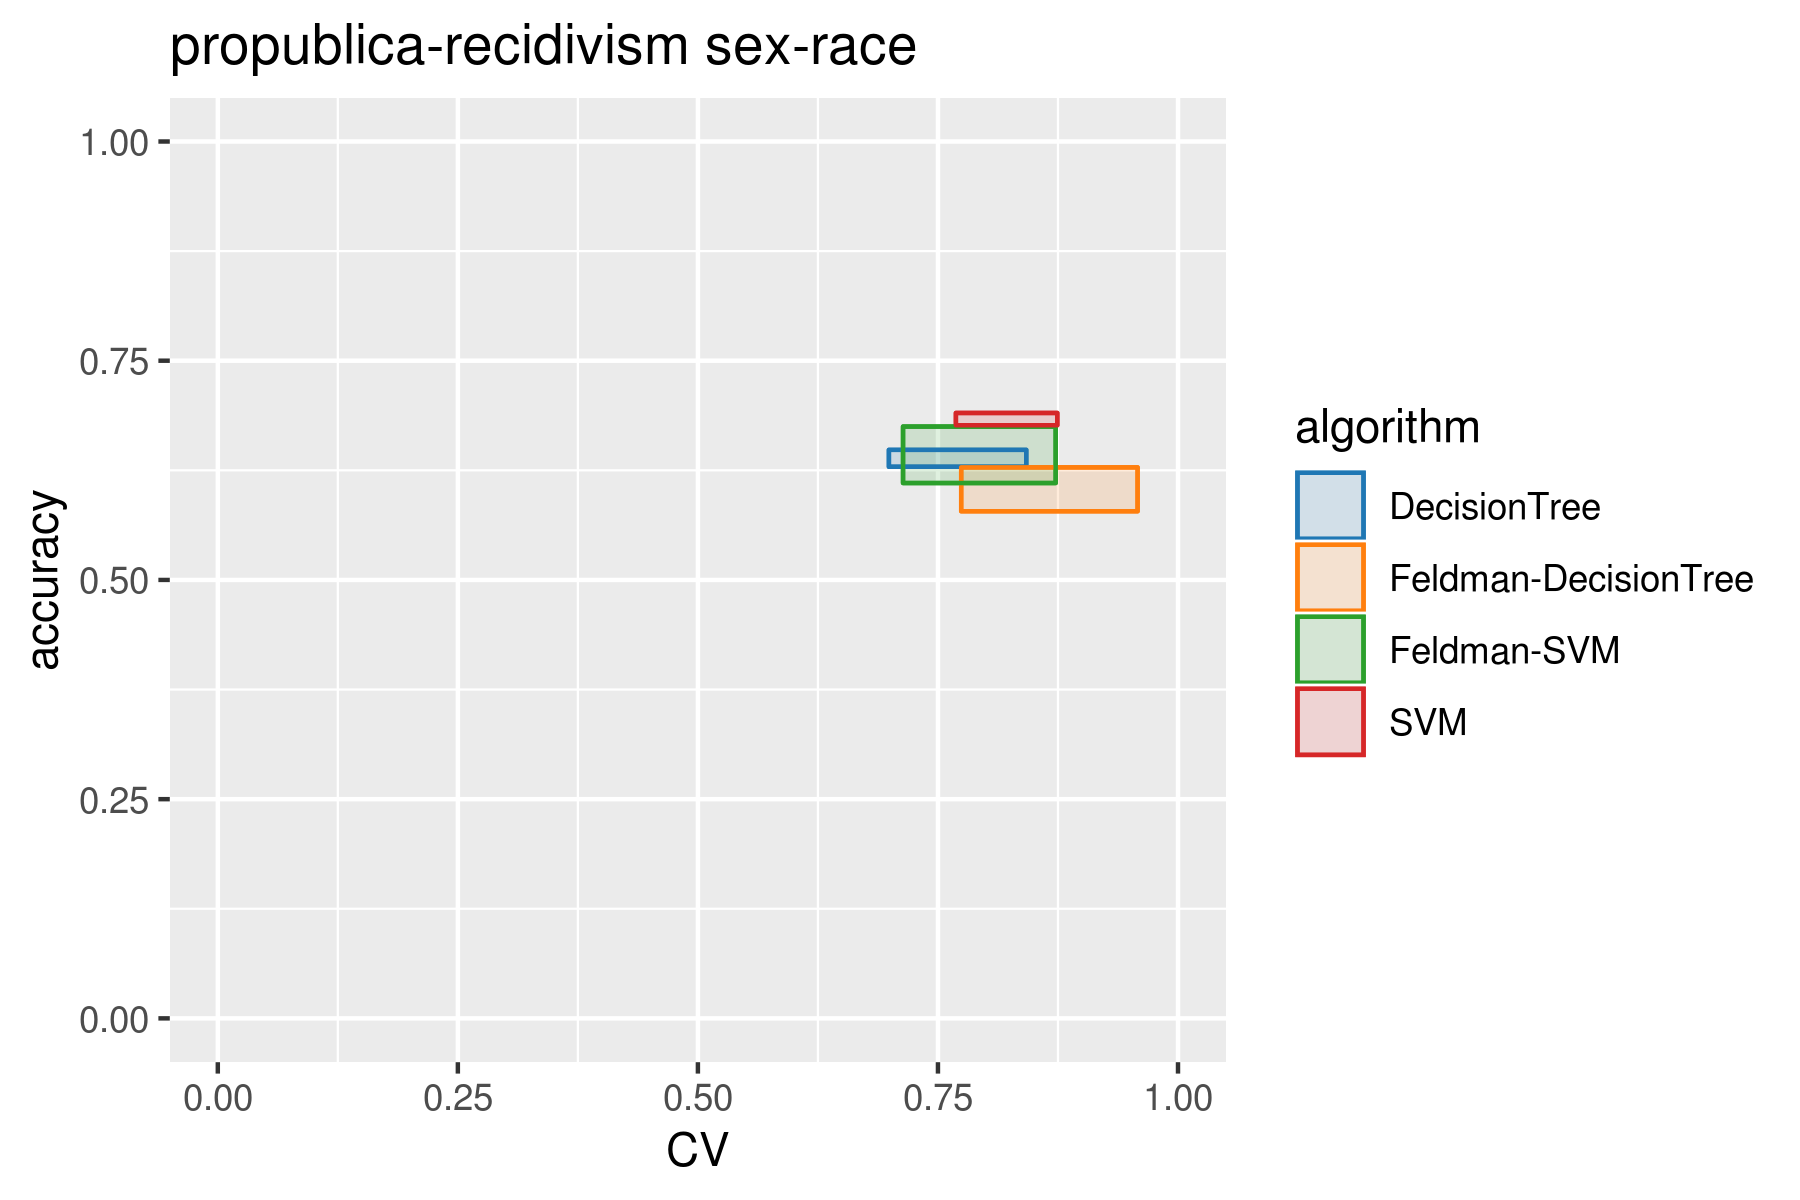 propublica-recidivism sex-race
1.00
0.75
0.50
0.25
0.00
accuracy
0.00 0.25 0.50 0.75 1.00
CV
algorithm
DecisionTree
Feldman-DecisionTree
Feldman-SVM
SVM